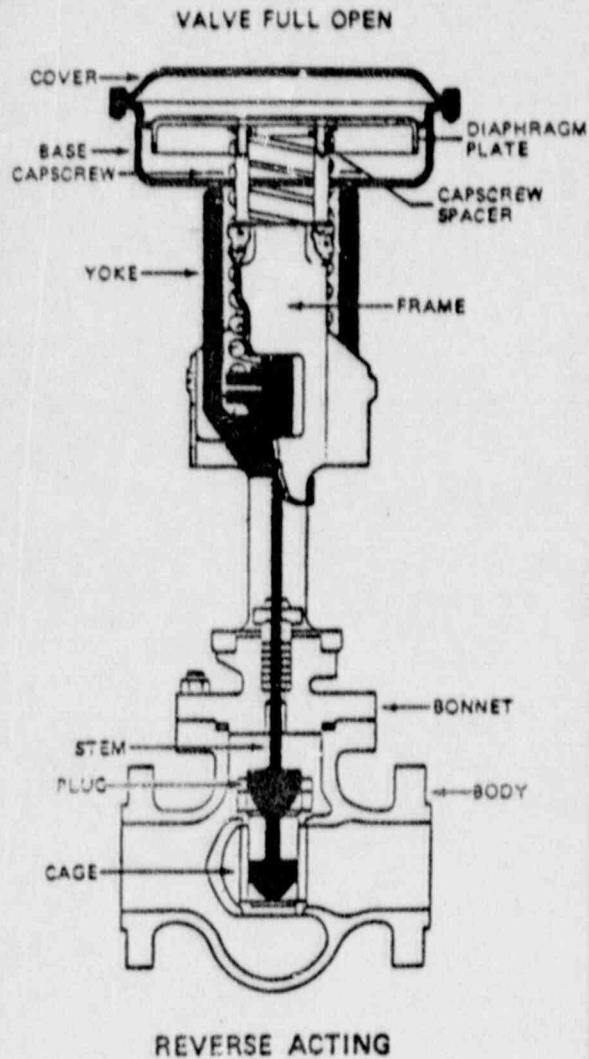 VALVE FULL OPEN
COVER
BASE
CAPSCREW
DIAPHRAGM
PLATE
CAPSCREW
SPACER
YOKE
FRAME
BONNET
STEM
PLUG
BODY
CAGE
REVERSE ACTING